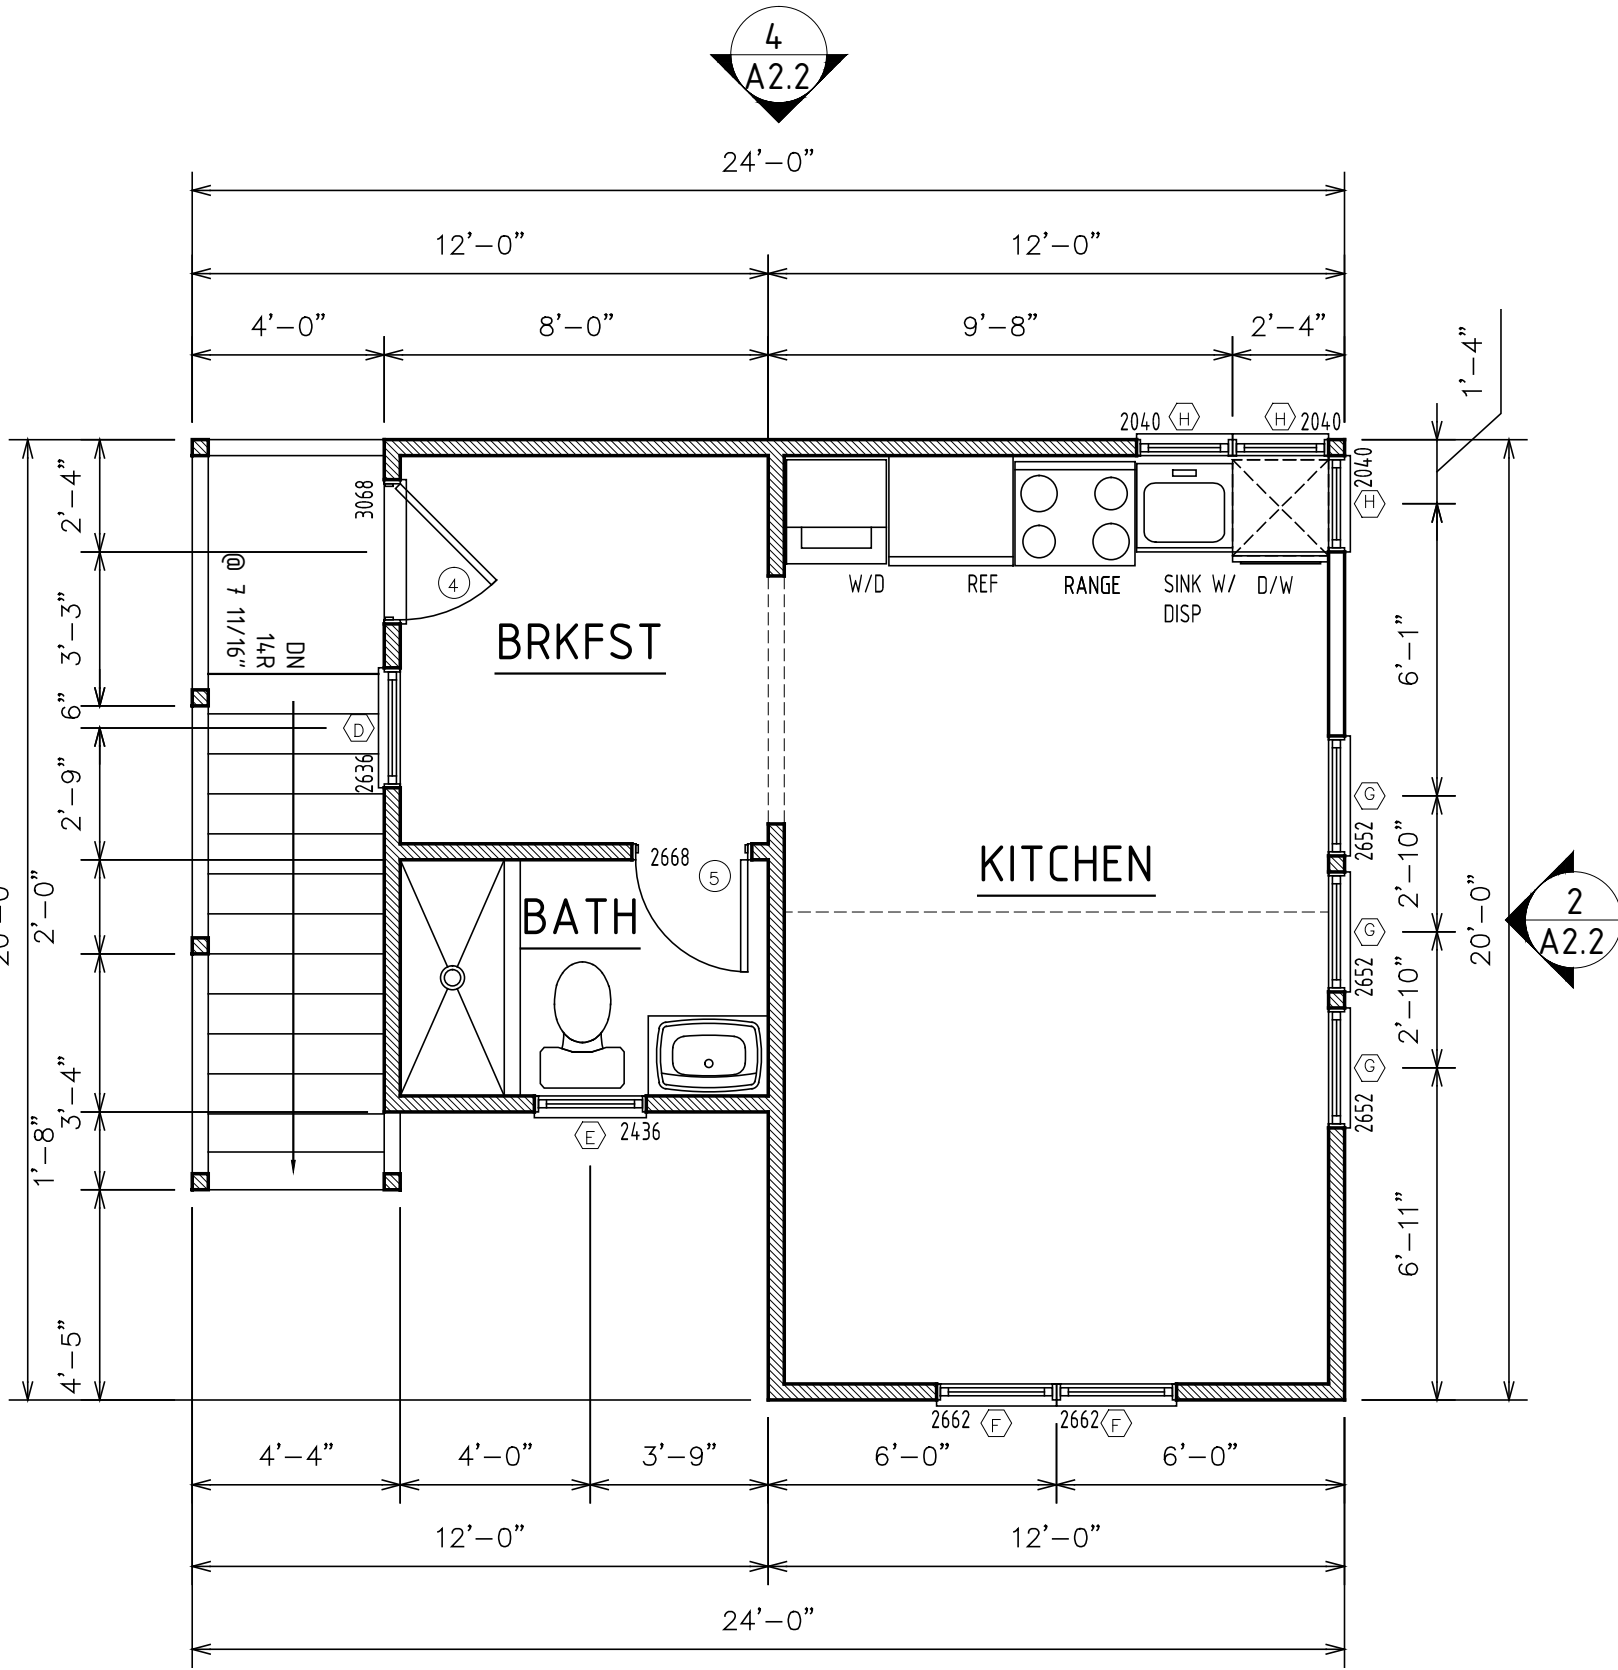 4
A2.2
24'-0"
12'-0"
12'-0"
4'-0"
8'-0"
9'-8"
2'-4"
1'-4"
2040
H
H
2040
2040
H
2'-4"
3068
4
W/D
REF
RANGE
SINK W/
DISP
D/W
@ 7 11/16"
14R
DN
3'-3"
BRKFST
6'-1"
6"
D
2636
2'-9"
G
2652
2668
5
KITCHEN
2'-10"
BATH
2'-0"
20'-0"
G
2652
20'-0"
2
A2.2
2'-10"
G
2652
3'-4"
1'-8"
E
2436
6'-11"
4'-5"
2662
F
2662
F
4'-4"
4'-0"
3'-9"
6'-0"
6'-0"
12'-0"
12'-0"
24'-0"